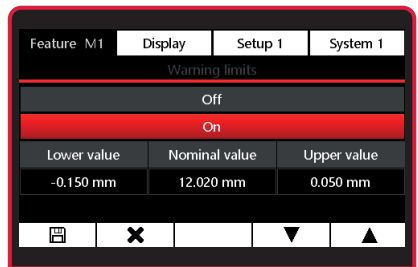 Feature M1 Display Setup 1 System 1
Warning limits
Off
On
Lower value Nominal value Upper value
-0.150 mm 12.020 mm 0.050 mm